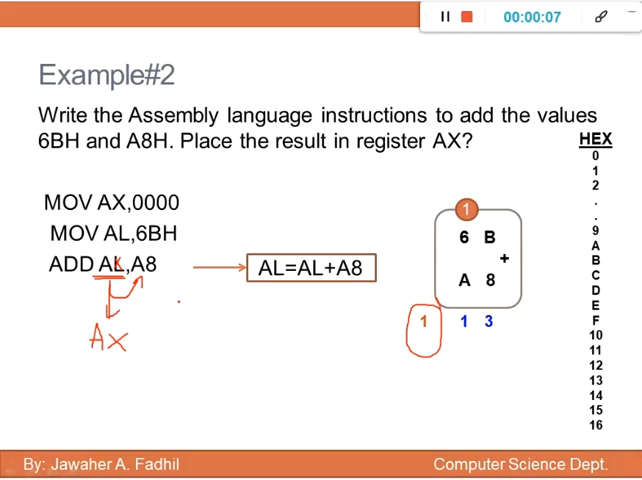 00:00:07
Example#2
Write the Assembly language instructions to add the values
6BH and A8H. Place the result in register AX?
HEX
0
1
2
.
.
9
A
B
C
D
E
F
10
11
12
13
14
15
16
MOV AX,0000
MOV AL,6BH
ADD AL,A8
AX
AL=AL+A8
1
6 B
+
A 8
1 1 3
By: Jawaher A. Fadhil
Computer Science Dept.